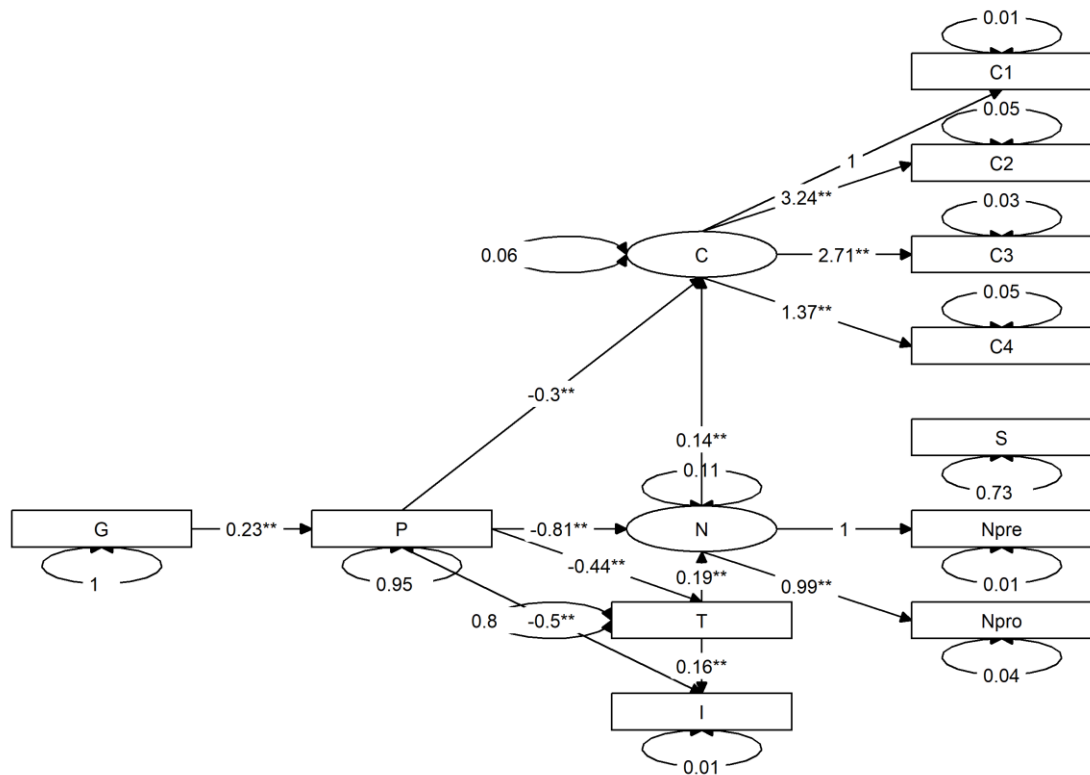 0.01
C1
0.05
1
C2
3.24**
0.03
0.06
C
2.71**
C3
0.05
1.37**
C4
-0.3**
0.14**
S
0.11
0.73
G
0.23**
P
-0.81**
N
1
Npre
-0.44**
0.19**
1
0.95
0.99**
0.01
0.8
-0.5**
T
Npro
0.16**
0.04
I
0.01